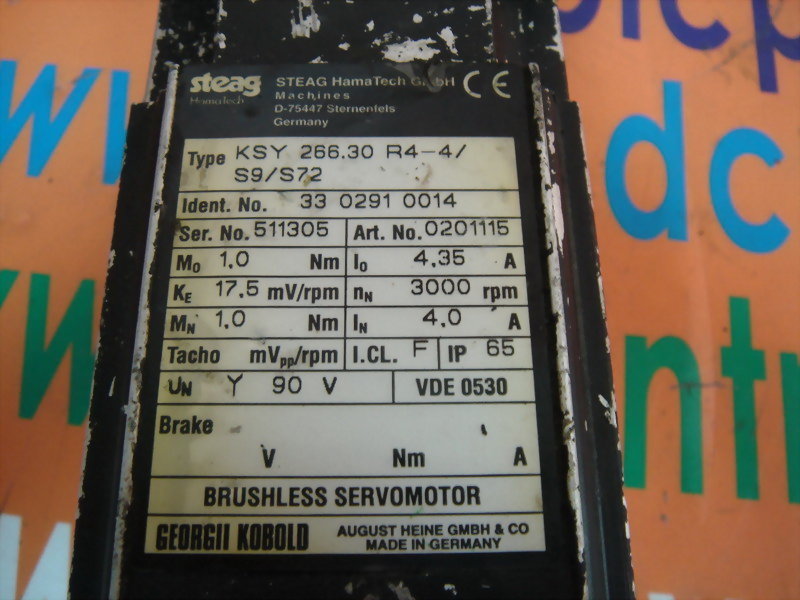 steag
HamaTech
STEAG HamaTech GmbH
Machines
D-75447 Sternenfels
Germany
CE
Type KSY 266.30 R4-4/
S9/S72
Ident. No. 33 0291 0014
Ser. No. 511305 Art. No. 0201115
M0 1.0 Nm I0 4.35 A
KE 17.5 mV/rpm nN 3000 rpm
MN 1.0 Nm IN 4.0 A
Tacho mVpp/rpm I.CL. F IP 65
UN Y 90 V VDE 0530
Brake
V Nm A
BRUSHLESS SERVOMOTOR
GEORGII KOBOLD
AUGUST HEINE GMBH & CO
MADE IN GERMANY